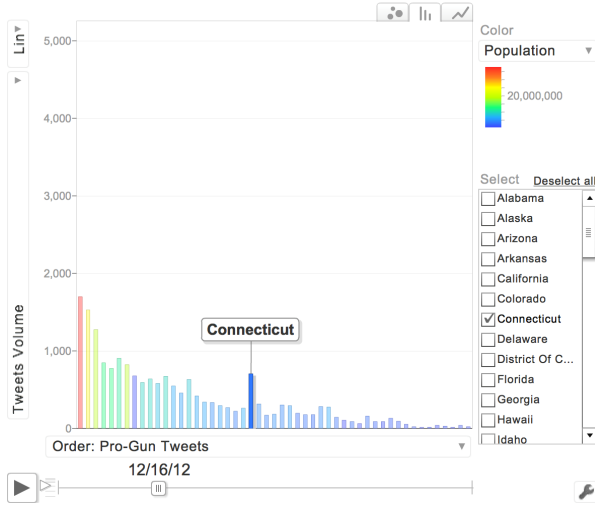 Lin
Color
Population
20,000,000
5,000
4,000
3,000
2,000
1,000
0
Tweets Volume
Connecticut
Select
Deselect all
Alabama
Alaska
Arizona
Arkansas
California
Colorado
Connecticut
Delaware
District Of C...
Florida
Georgia
Hawaii
Idaho
Order: Pro-Gun Tweets
12/16/12